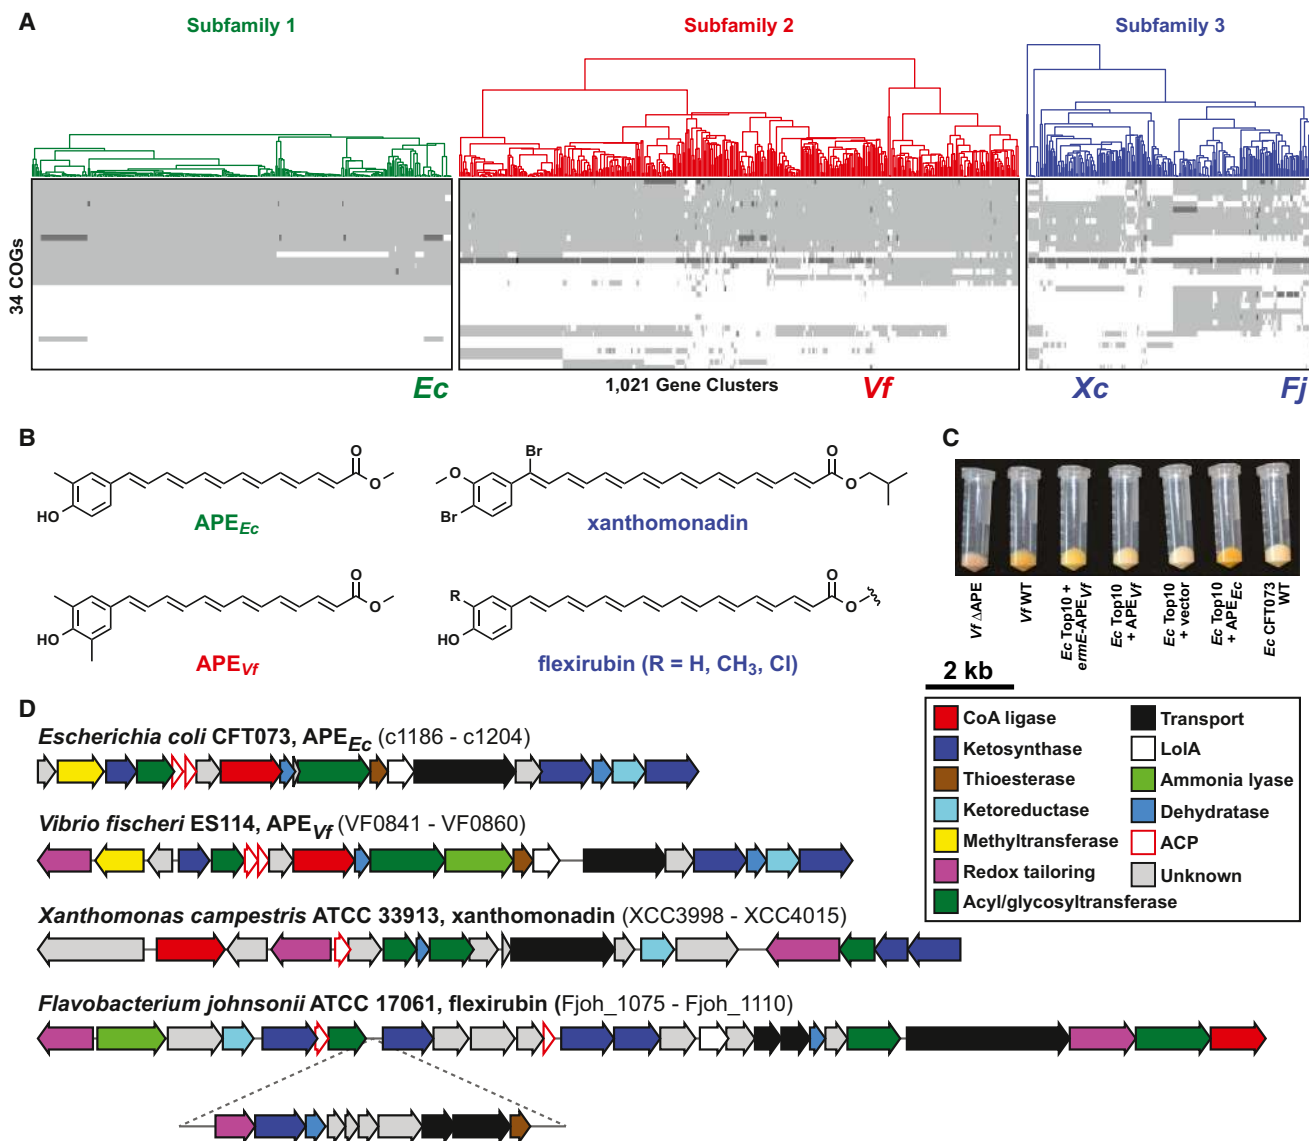 A
Subfamily 1
Subfamily 2
Subfamily 3
34 COGs
Ec
1,021 Gene Clusters
Vf
Xc
Fj
B
HO
O
O
APE_Ec
O
Br
Br
O
O
xanthomonadin
HO
O
O
APE_Vf
R
HO
O
O
flexirubin (R = H, CH3, Cl)
C
Vf ΔAPE
Vf WT
Ec Top10 +
ermE-APEVf
Ec Top10
+ APEVf
Ec Top10
+ vector
Ec Top10
+ APEEc
Ec CFT073
WT
2 kb
CoA ligase
Ketosynthase
Thioesterase
Ketoreductase
Methyltransferase
Redox tailoring
Acyl/glycosyltransferase
Transport
LolA
Ammonia lyase
Dehydratase
ACP
Unknown
D
Escherichia coli CFT073, APEEc (c1186 - c1204)
Vibrio fischeri ES114, APEVf (VF0841 - VF0860)
Xanthomonas campestris ATCC 33913, xanthomonadin (XCC3998 - XCC4015)
Flavobacterium johnsonii ATCC 17061, flexirubin (Fjoh_1075 - Fjoh_1110)